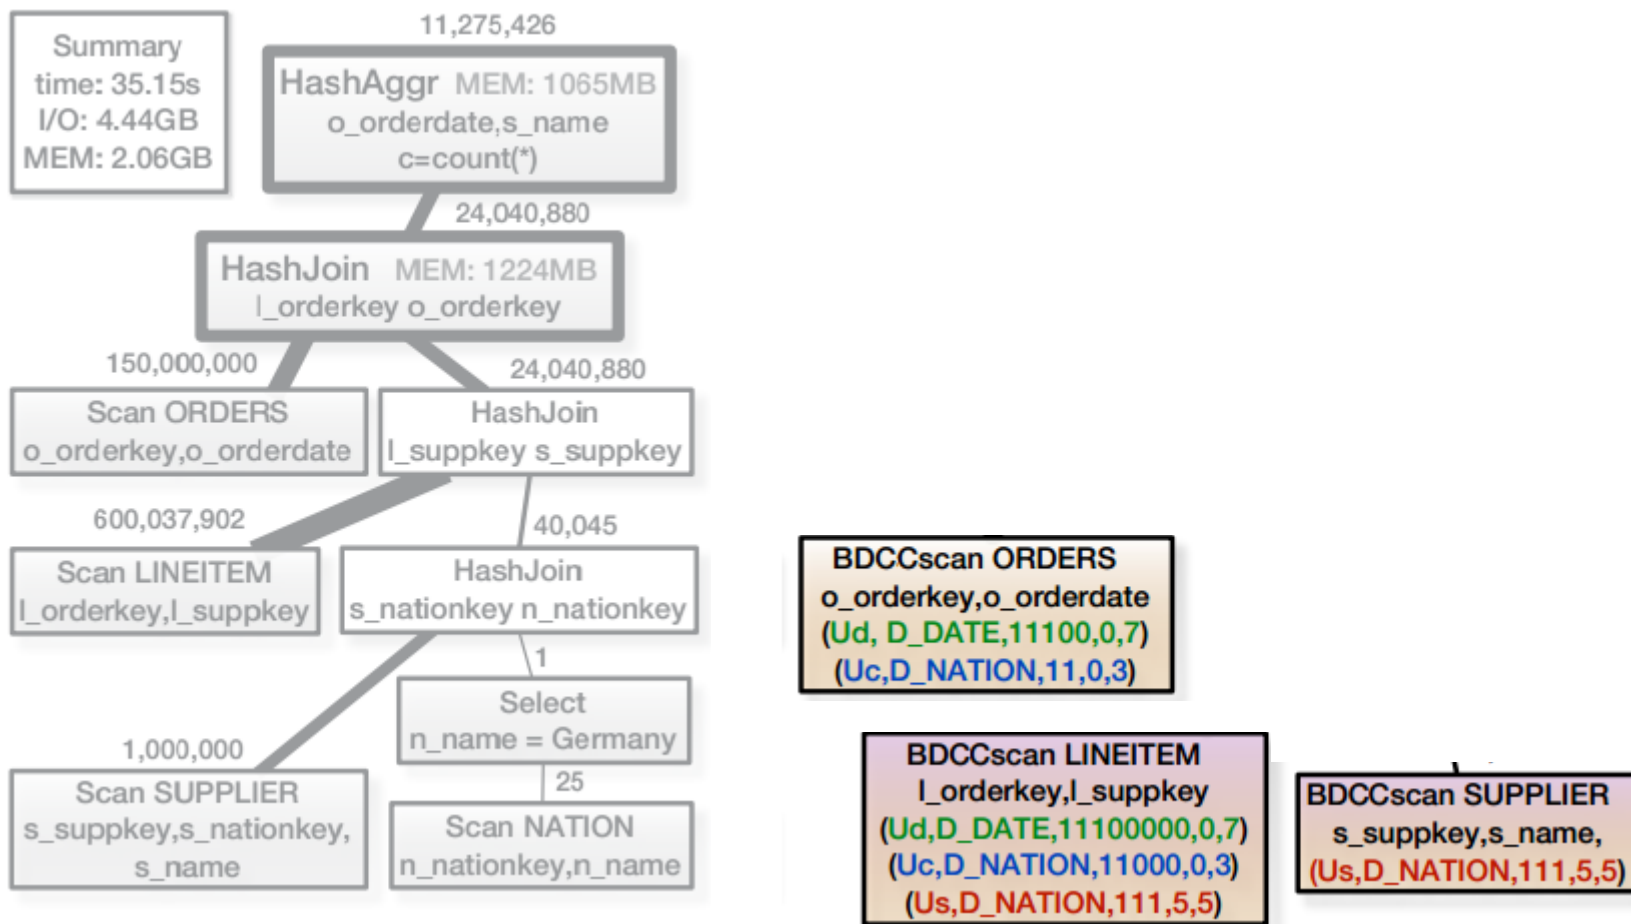 Summary
time: 35.15s
I/O: 4.44GB
MEM: 2.06GB
11,275,426
HashAggr MEM: 1065MB
o_orderdate,s_name
c=count(*)
24,040,880
HashJoin MEM: 1224MB
l_orderkey o_orderkey
150,000,000
24,040,880
Scan ORDERS
o_orderkey,o_orderdate
HashJoin
l_suppkey s_suppkey
600,037,902
40,045
Scan LINEITEM
l_orderkey,l_suppkey
HashJoin
s_nationkey n_nationkey
1
Select
n_name = Germany
1,000,000
25
Scan SUPPLIER
s_suppkey,s_nationkey,
s_name
Scan NATION
n_nationkey,n_name
BDCCscan ORDERS
o_orderkey,o_orderdate
(Ud, D_DATE,11100,0,7)
(Uc,D_NATION,11,0,3)
BDCCscan LINEITEM
l_orderkey,l_suppkey
(Ud,D_DATE,11100000,0,7)
(Uc,D_NATION,11000,0,3)
(Us,D_NATION,111,5,5)
BDCCscan SUPPLIER
s_suppkey,s_name,
(Us,D_NATION,111,5,5)